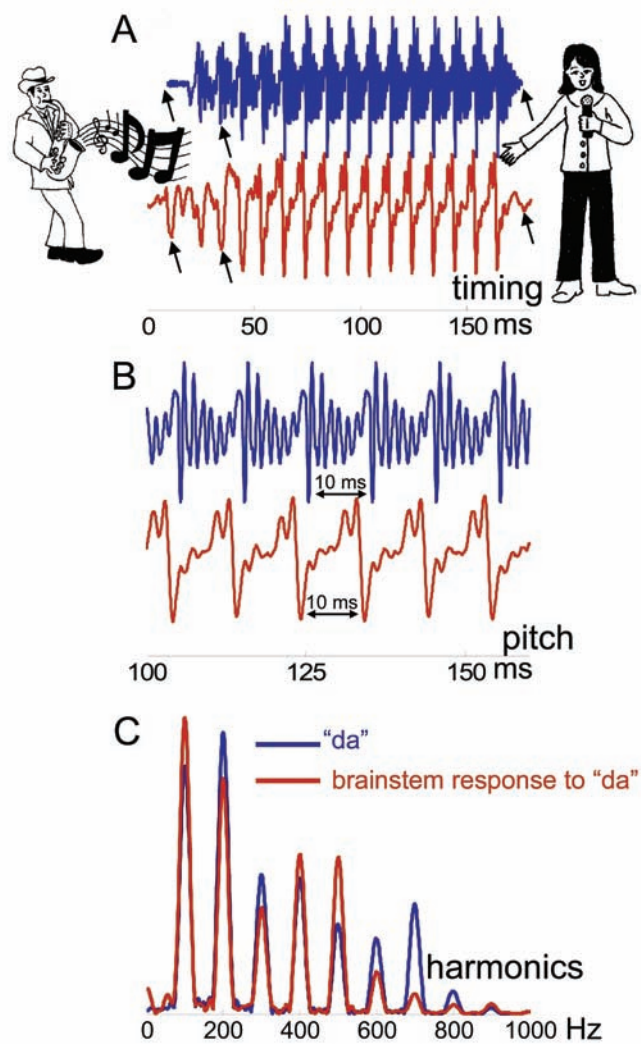 A
timing
0 50 100 150 ms
B
10 ms
10 ms
pitch
100 125 150 ms
C
"da"
brainstem response to "da"
harmonics
0 200 400 600 800 1000 Hz